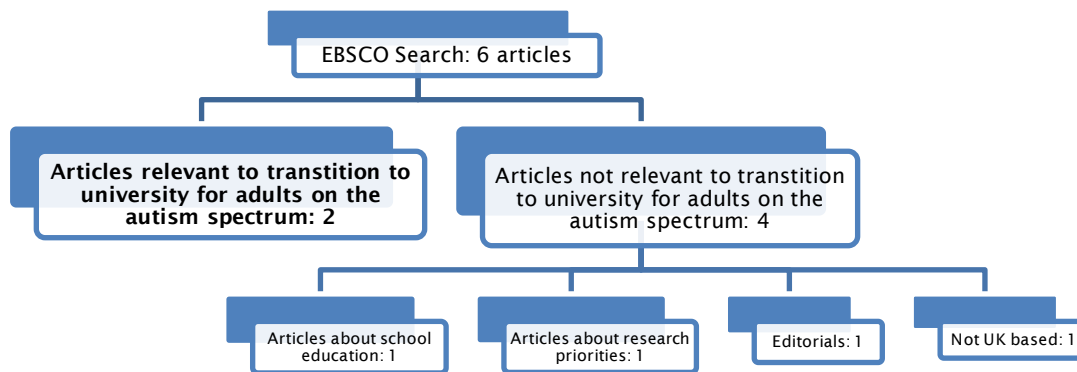 EBSCO Search: 6 articles
Articles relevant to transtition to
university for adults on the
autism spectrum: 2
Articles not relevant to transtition
to university for adults on the
autism spectrum: 4
Articles about school
education: 1
Articles about research
priorities: 1
Editorials: 1
Not UK based: 1